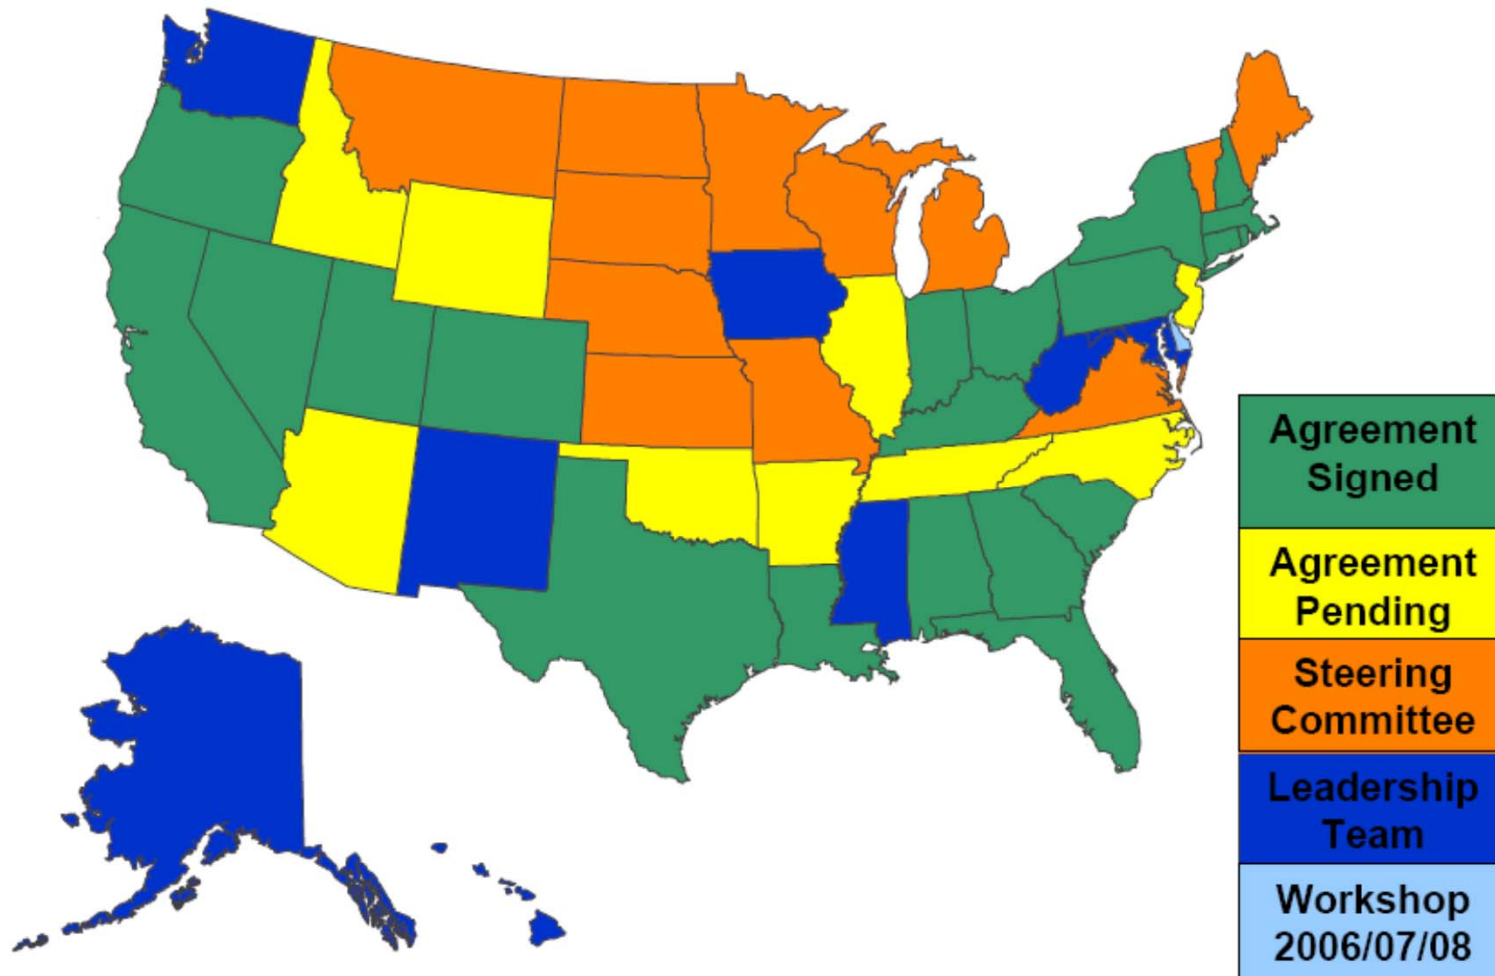 Agreement
Signed
Agreement
Pending
Steering
Committee
Leadership
Team
Workshop
2006/07/08